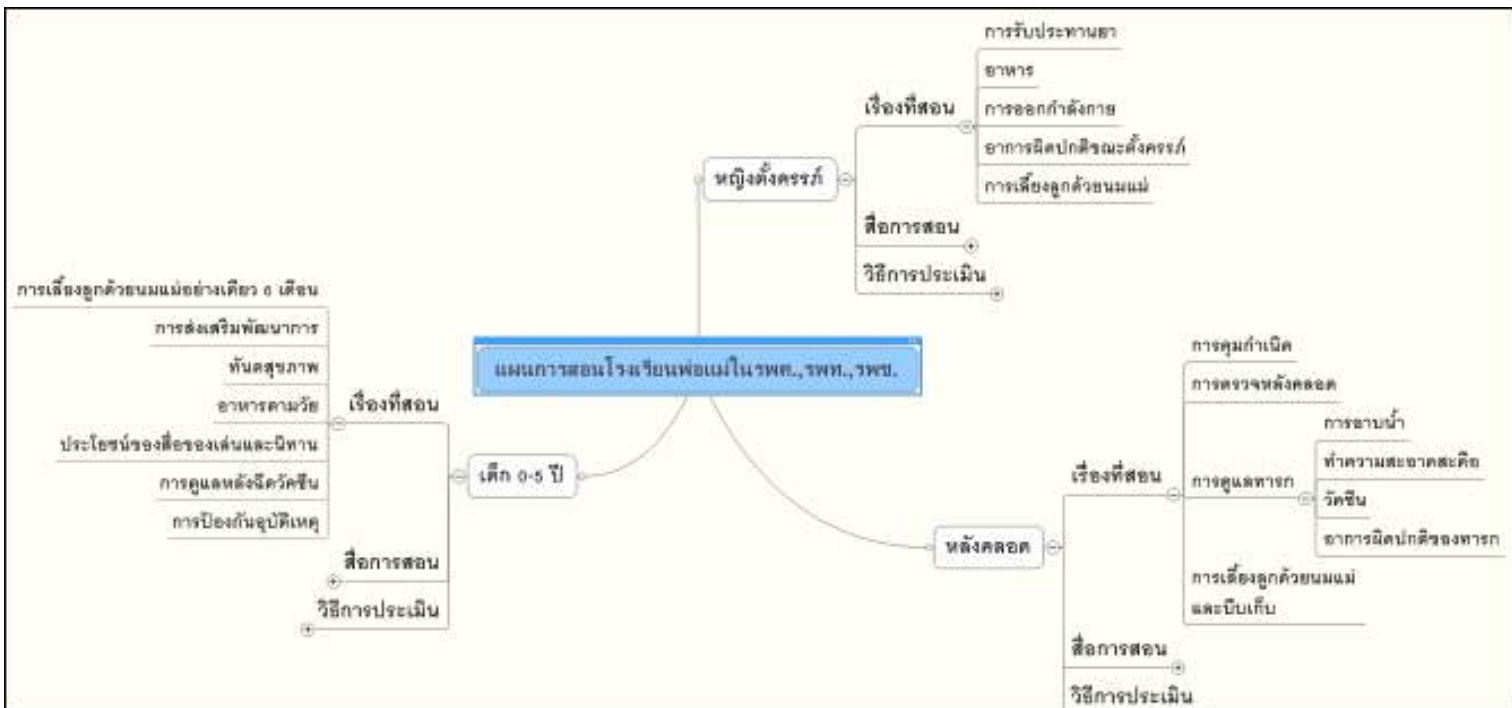 แผนการสอนโรงเรียนพ่อแม่ในรพศ.,รพท.,รพช.
หญิงตั้งครรภ์
เรื่องที่สอน
การรับประทานยา
อาหาร
การออกกำลังกาย
อาการผิดปกติขณะตั้งครรภ์
การเลี้ยงลูกด้วยนมแม่
สื่อการสอน
วิธีการประเมิน
หลังคลอด
เรื่องที่สอน
การคุมกำเนิด
การตรวจหลังคลอด
การดูแลทารก
การอาบน้ำ
ทำความสะอาดสะดือ
วัคซีน
อาการผิดปกติของทารก
การเลี้ยงลูกด้วยนมแม่
และบีบเก็บ
สื่อการสอน
วิธีการประเมิน
เด็ก 0-5 ปี
เรื่องที่สอน
การเลี้ยงลูกด้วยนมแม่อย่างเดียว 6 เดือน
การส่งเสริมพัฒนาการ
ทันตสุขภาพ
อาหารตามวัย
ประโยชน์ของสื่อของเล่นและนิทาน
การดูแลหลังฉีดวัคซีน
การป้องกันอุบัติเหตุ
สื่อการสอน
วิธีการประเมิน